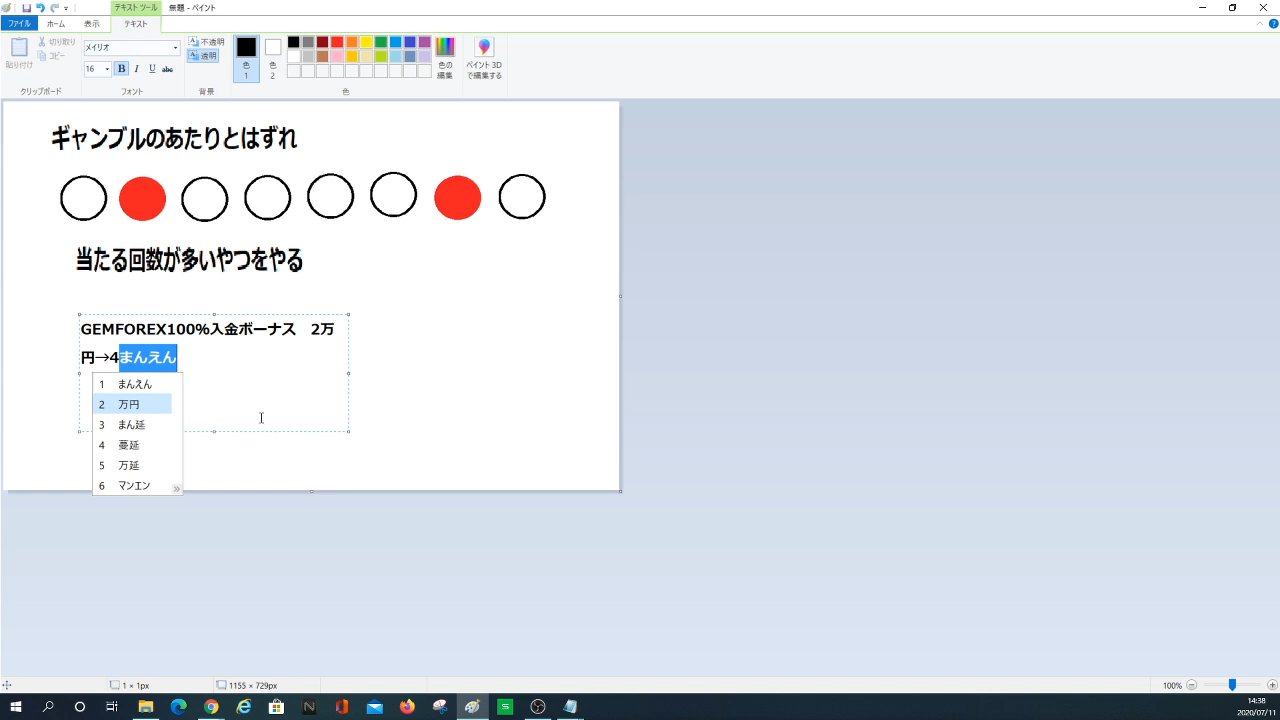 テキスト ツール 無題 - ペイント
ファイル ホーム 表示 テキスト
貼り付け
切り取り
コピー
クリップボード
メイリオ
16 B I U abc
フォント
不透明
透明
背景
色
1
色
2
色
色の
編集
ペイント 3D
で編集する
ギャンブルのあたりとはずれ
当たる回数が多いやつをやる
GEMFOREX100%入金ボーナス　2万
円→4まんえん
1 まんえん
2 万円
3 まん延
4 蔓延
5 万延
6 マンエン
1 × 1px 1155 × 729px 100%
14:38
2020/07/11